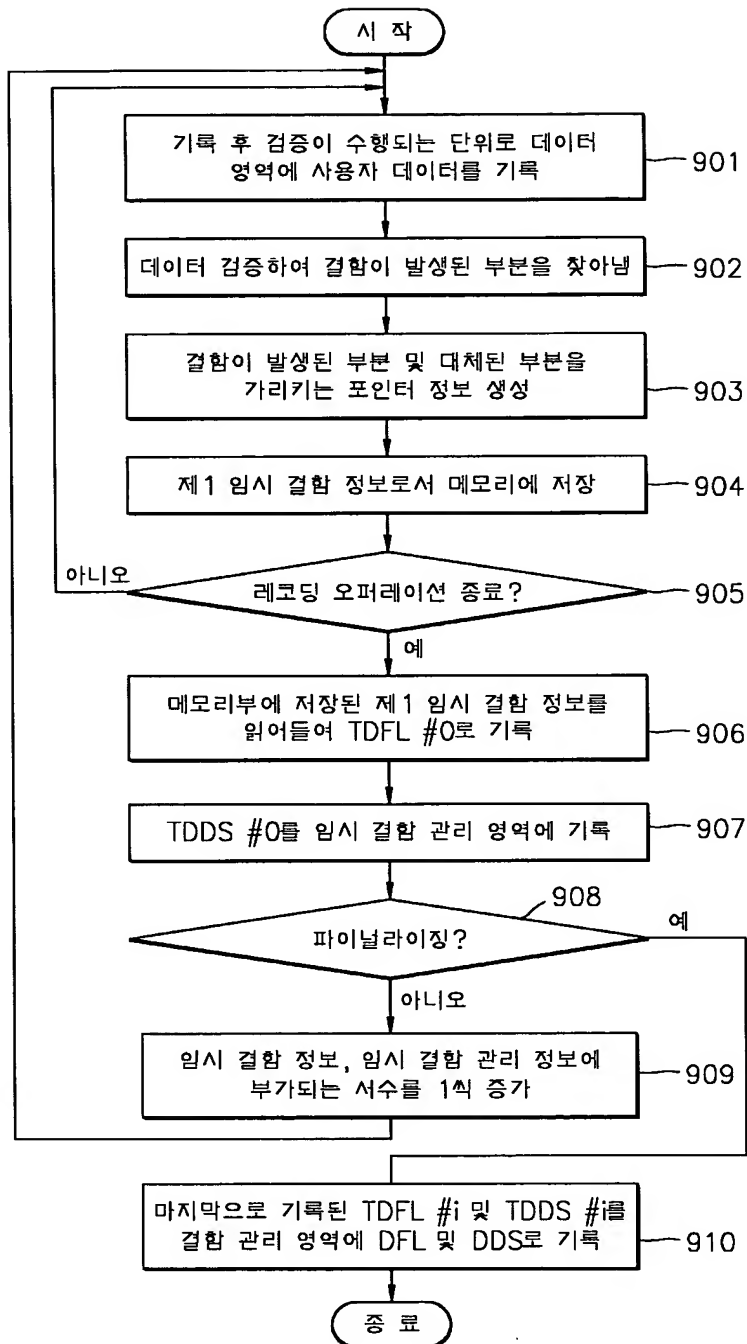 시 작
기록 후 검증이 수행되는 단위로 데이터
영역에 사용자 데이터를 기록
901
데이터 검증하여 결함이 발생된 부분을 찾아냄
902
결함이 발생된 부분 및 대체된 부분을
가리키는 포인터 정보 생성
903
제1 임시 결함 정보로서 메모리에 저장
904
아니오
레코딩 오퍼레이션 종료?
905
예
메모리부에 저장된 제1 임시 결함 정보를
읽어들여 TDFL #0로 기록
906
TDDS #0를 임시 결함 관리 영역에 기록
907
908
파이널라이징?
예
아니오
임시 결함 정보, 임시 결함 관리 정보에
부가되는 서수를 1씩 증가
909
마지막으로 기록된 TDFL #i 및 TDDS #i를
결함 관리 영역에 DFL 및 DDS로 기록
910
종 료